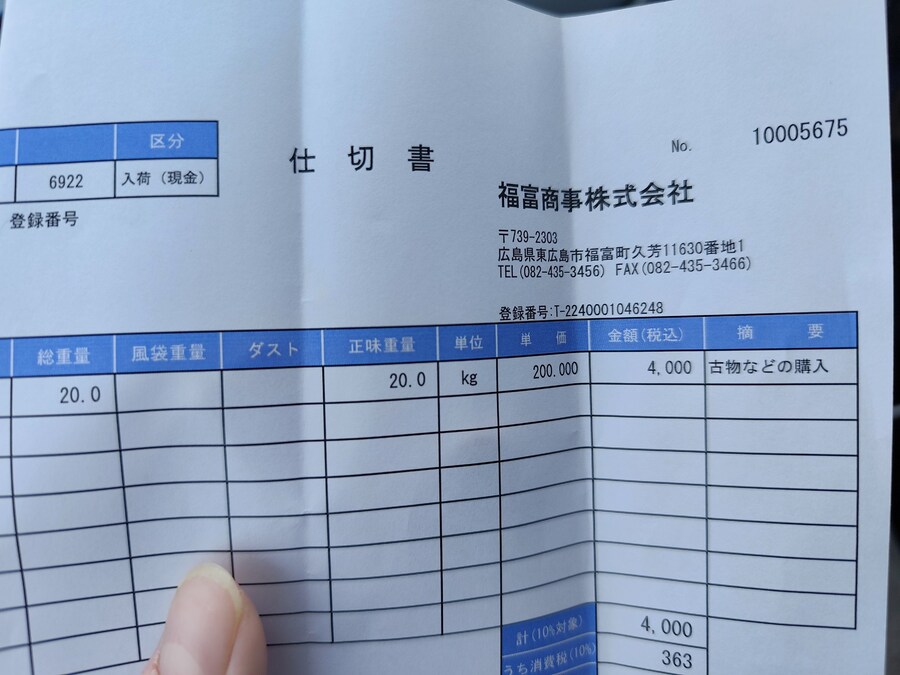 区分
6922 入荷（現金）
登録番号
仕切書
No. 10005675
福富商事株式会社
〒739-2303
広島県東広島市福富町久芳11630番地1
TEL(082-435-3456) FAX(082-435-3466)
登録番号:T-2240001046248
総重量 風袋重量 ダスト 正味重量 単位 単価 金額(税込) 摘要
20.0 20.0 kg 200.000 4,000 古物などの購入
計(10%対象) 4,000
うち消費税(10%) 363